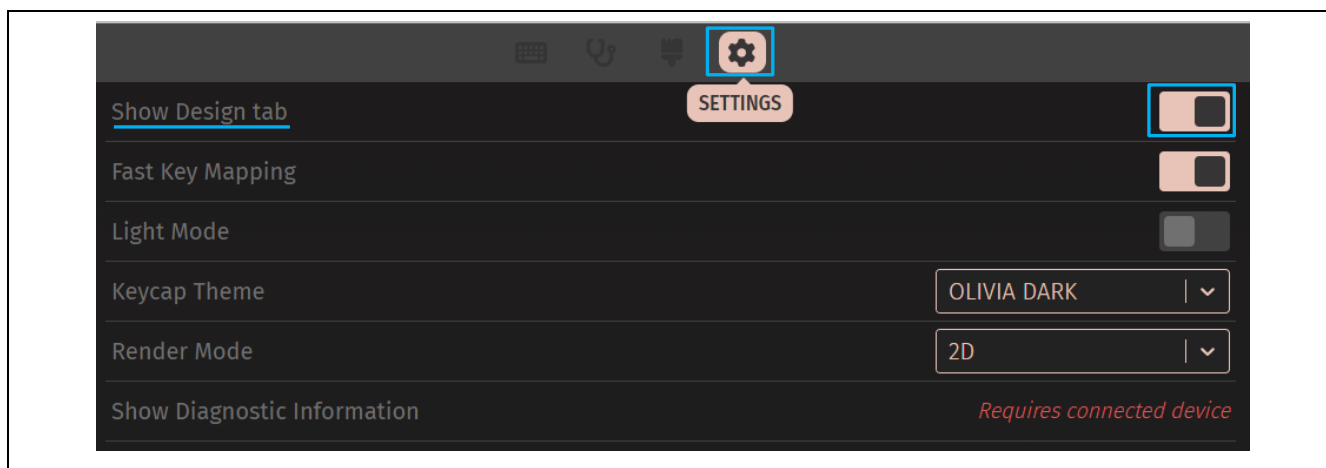 SETTINGS
Show Design tab
Fast Key Mapping
Light Mode
Keycap Theme
OLIVIA DARK
Render Mode
2D
Show Diagnostic Information
Requires connected device